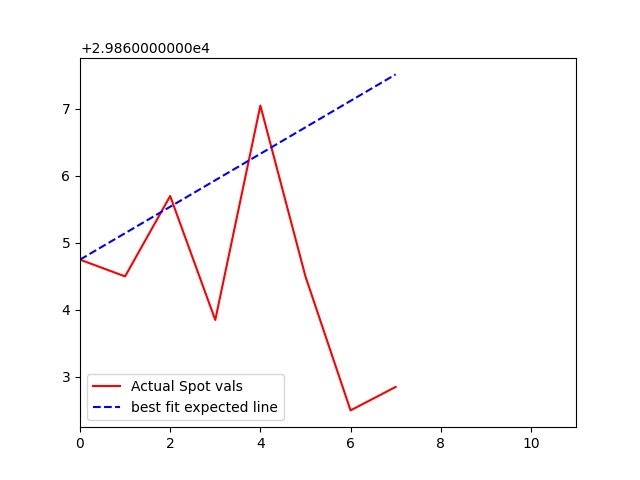 +2.9860000000e4
7
6
5
4
3
Actual Spot vals
best fit expected line
0 2 4 6 8 10